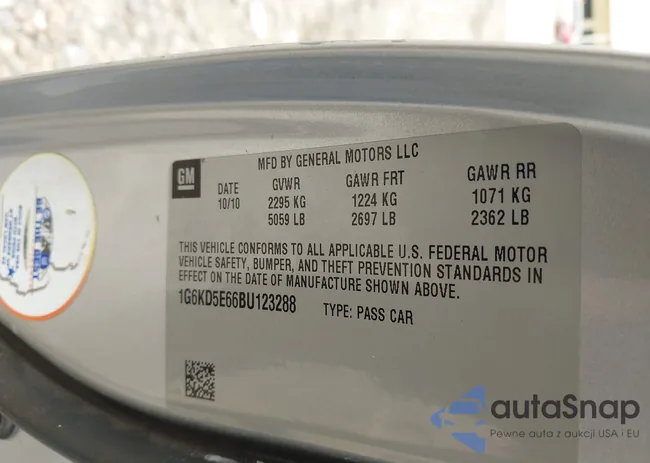 MFD BY GENERAL MOTORS LLC
GM
DATE GVWR GAWR FRT GAWR RR
10/10 2295 KG 1224 KG 1071 KG
5059 LB 2697 LB 2362 LB
THIS VEHICLE CONFORMS TO ALL APPLICABLE U.S. FEDERAL MOTOR
VEHICLE SAFETY, BUMPER, AND THEFT PREVENTION STANDARDS IN
EFFECT ON THE DATE OF MANUFACTURE SHOWN ABOVE.
1G6KD5E66BU123288 TYPE: PASS CAR
autaSnap
Pewne auta z aukcji USA i EU